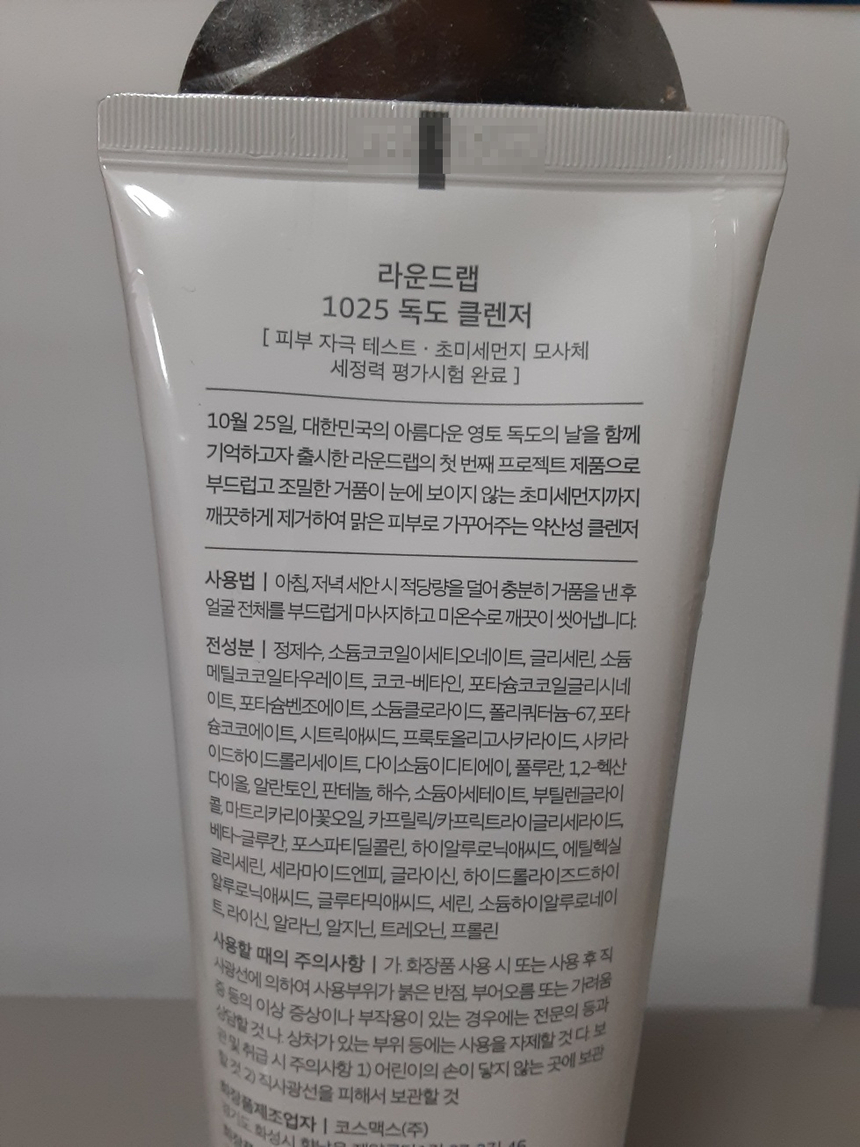 라운드랩
1025 독도 클렌저
[ 피부 자극 테스트 · 초미세먼지 모사체
세정력 평가시험 완료 ]
10월 25일, 대한민국의 아름다운 영토 독도의 날을 함께
기억하고자 출시한 라운드랩의 첫 번째 프로젝트 제품으로
부드럽고 조밀한 거품이 눈에 보이지 않는 초미세먼지까지
깨끗하게 제거하여 맑은 피부로 가꾸어주는 약산성 클렌저
사용법 | 아침, 저녁 세안 시 적당량을 덜어 충분히 거품을 낸 후
얼굴 전체를 부드럽게 마사지하고 미온수로 깨끗이 씻어냅니다.
전성분 | 정제수, 소듐코코일이세티오네이트, 글리세린, 소듐
메틸코코일타우레이트, 코코-베타인, 포타슘코코일글리시네
이트, 포타슘벤조에이트, 소듐클로라이드, 폴리쿼터늄-67, 포타
슘코코에이트, 시트릭애씨드, 프룩토올리고사카라이드, 사카라
이드하이드롤리세이트, 다이소듐이디티에이, 풀루란, 1,2-헥산
다이올, 알란토인, 판테놀, 해수, 소듐아세테이트, 부틸렌글라이
콜, 마트리카리아꽃오일, 카프릴릭/카프릭트라이글리세라이드,
베타-글루칸, 포스파티딜콜린, 하이알루로닉애씨드, 에틸헥실
글리세린, 세라마이드엔피, 글라이신, 하이드롤라이즈드하이
알루로닉애씨드, 글루타믹애씨드, 세린, 소듐하이알루로네이
트, 라이신, 알라닌, 알지닌, 트레오닌, 프롤린
사용할 때의 주의사항 | 가. 화장품 사용 시 또는 사용 후 직
사광선에 의하여 사용부위가 붉은 반점, 부어오름 또는 가려움
증 등의 이상 증상이나 부작용이 있는 경우에는 전문의 등과
상담할 것 나. 상처가 있는 부위 등에는 사용을 자제할 것 다. 보
관 및 취급 시 주의사항 1) 어린이의 손이 닿지 않는 곳에 보관
할 것 2) 직사광선을 피해서 보관할 것
화장품제조업자 | 코스맥스(주)
경기도 화성시 향남읍